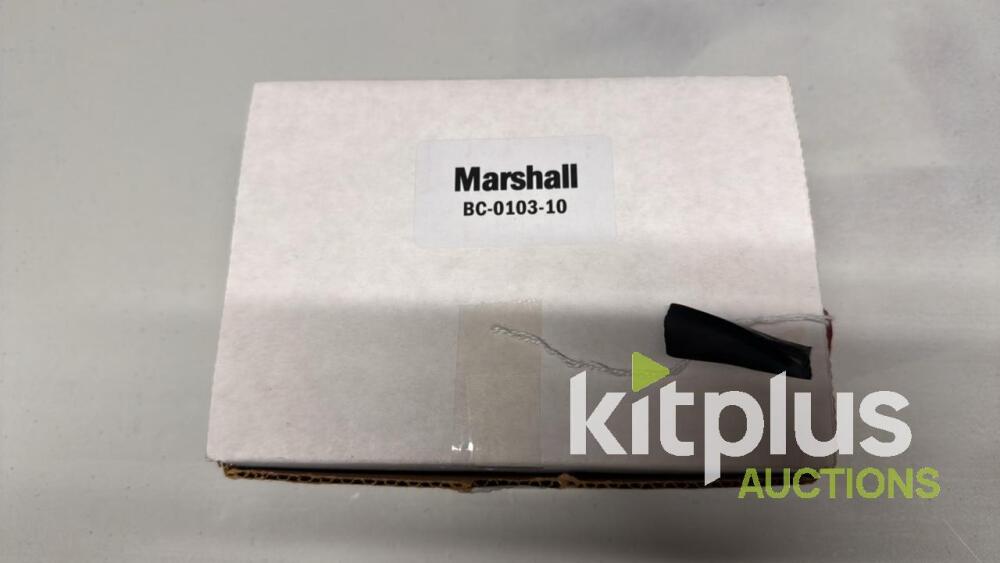 Marshall
BC-0103-10
kitplus
AUCTIONS